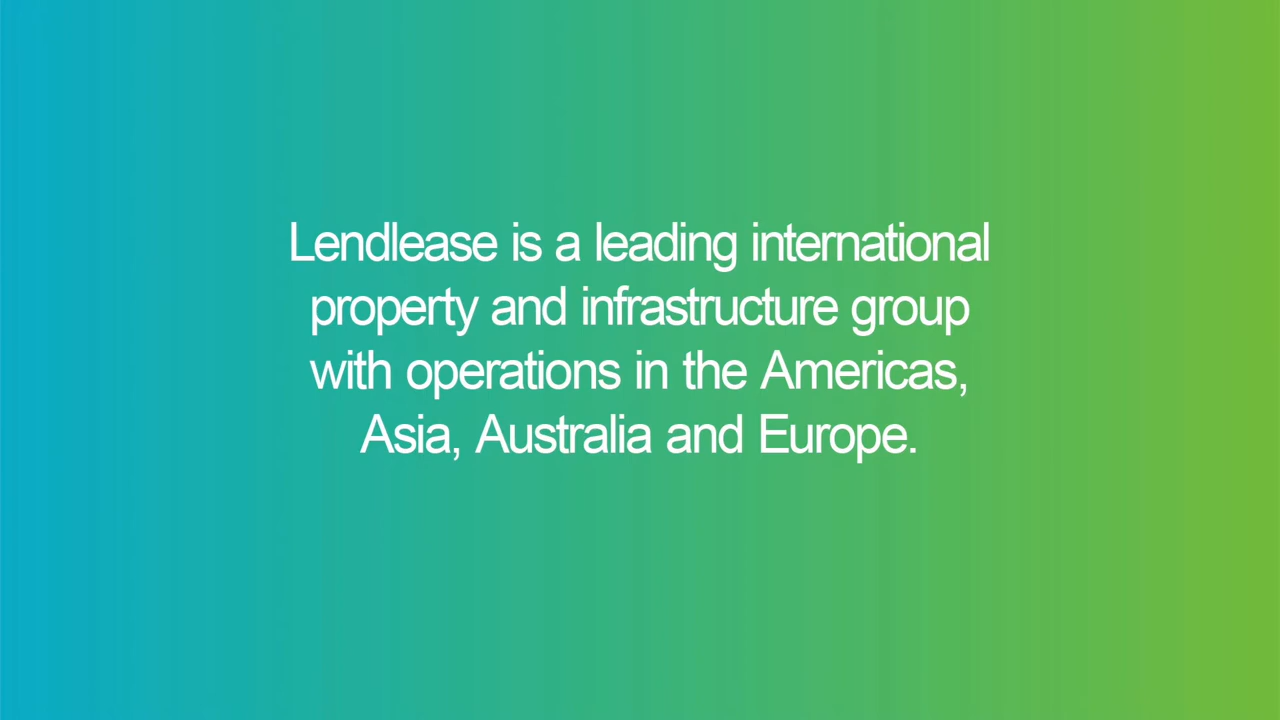 Lendlease is a leading international
property and infrastructure group
with operations in the Americas,
Asia, Australia and Europe.